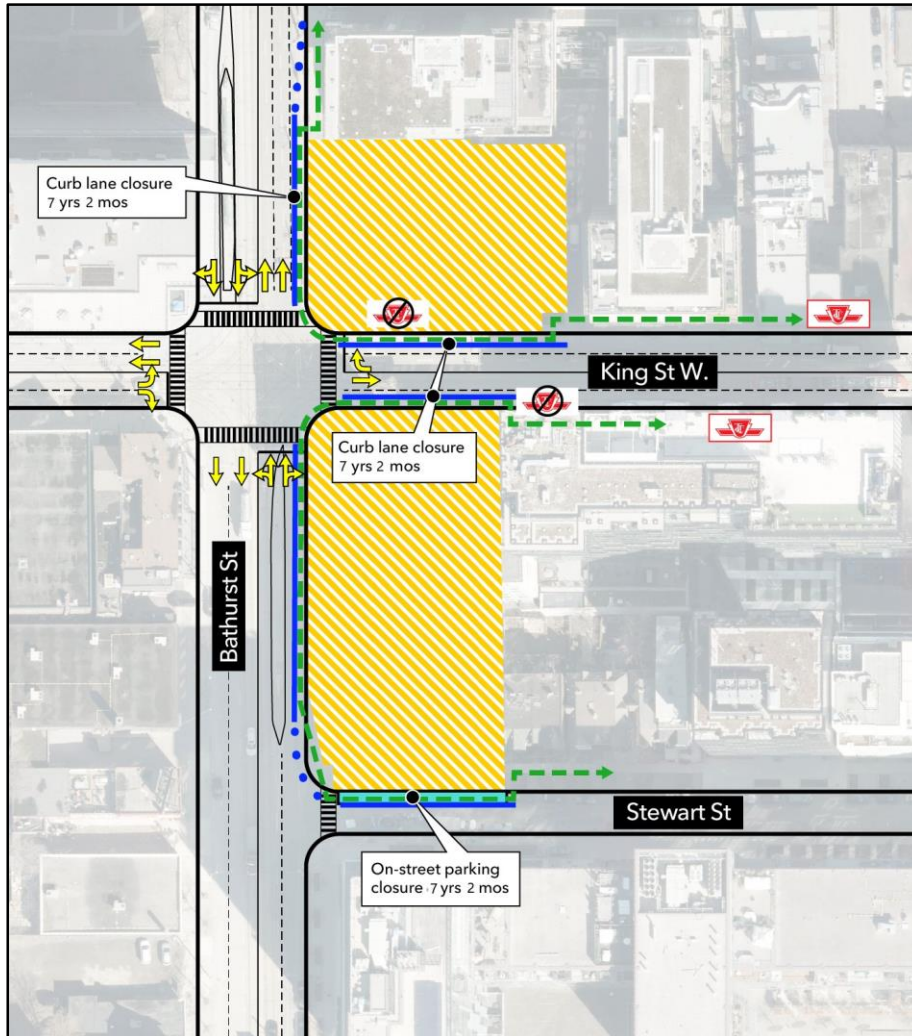 Curb lane closure
7 yrs 2 mos
King St W.
Curb lane closure
7 yrs 2 mos
Bathurst St
Stewart St
On-street parking
closure 7 yrs 2 mos